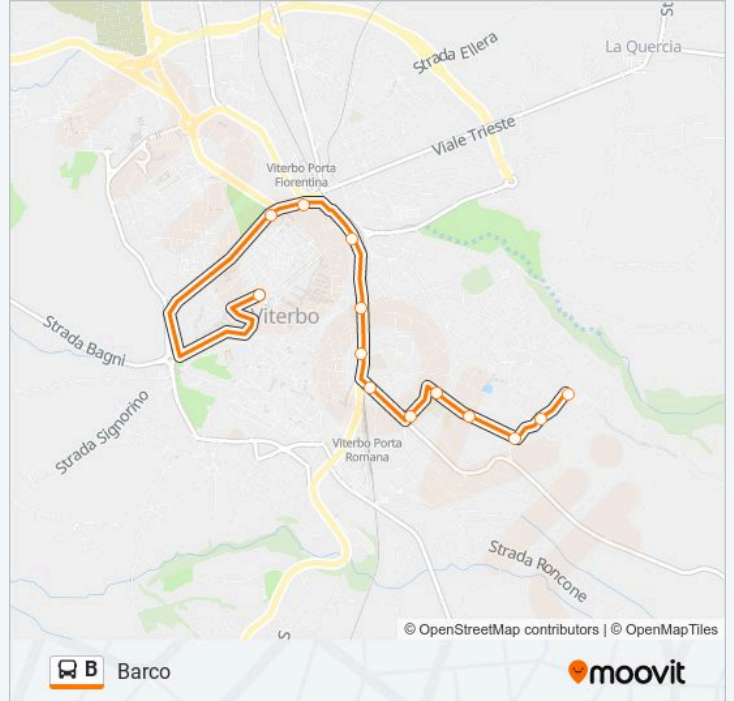 St
Strada Ellera
La Quercia
Viale Trieste
Viterbo Porta
Fiorentina
Viterbo
Strada Bagni
Strada Signorino
Viterbo Porta
Romana
Strada Roncone
S
© OpenStreetMap contributors | © OpenMapTiles
B Barco
moovit